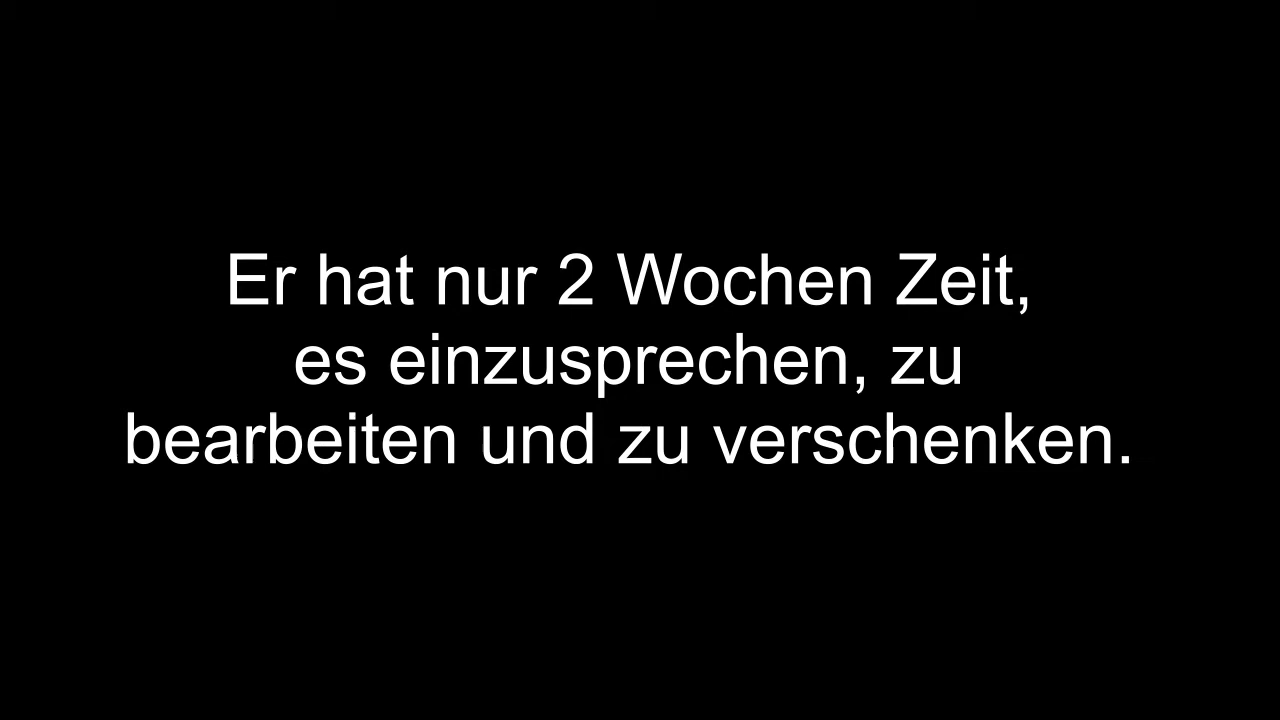 Er hat nur 2 Wochen Zeit,
es einzusprechen, zu
bearbeiten und zu verschenken.